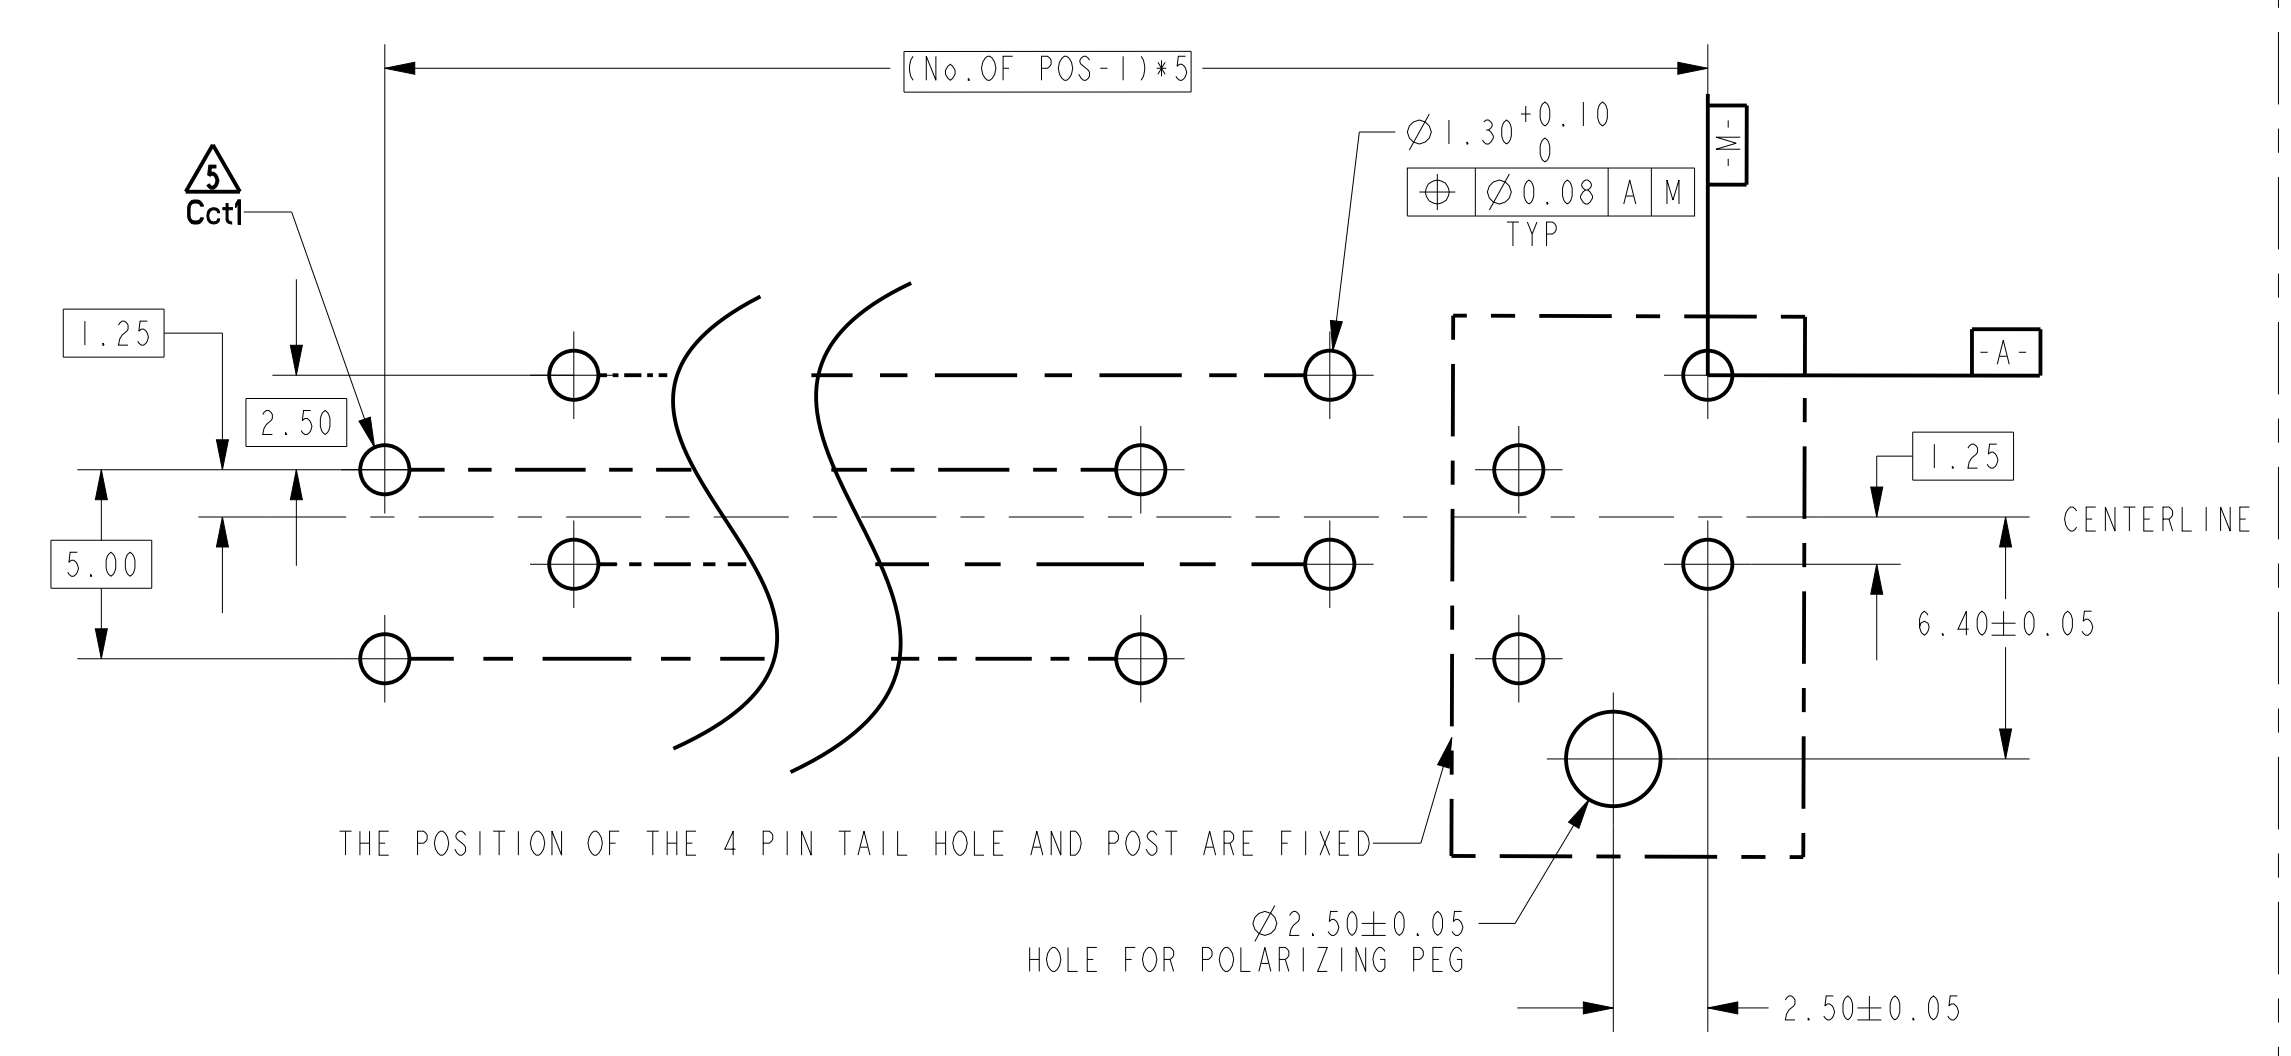 (No.OF POS-1)*5
Ø1.30 +0.10
0
-M-
5
Cct1
⌖ Ø0.08 A M
TYP
1.25
-A-
2.50
1.25
CENTERLINE
5.00
6.40±0.05
THE POSITION OF THE 4 PIN TAIL HOLE AND POST ARE FIXED
Ø2.50±0.05
HOLE FOR POLARIZING PEG
2.50±0.05